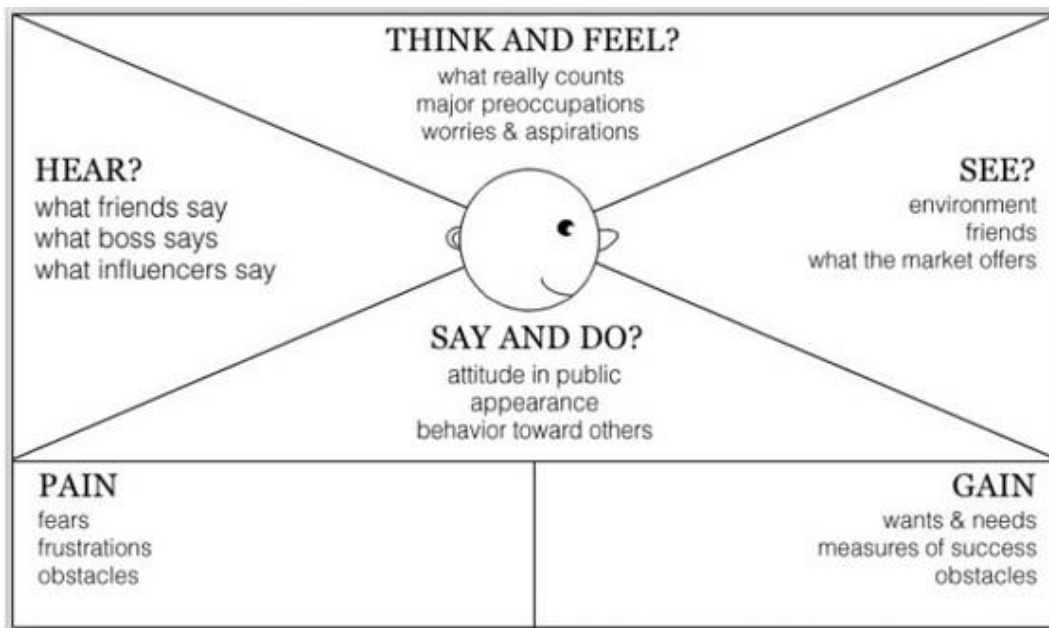 THINK AND FEEL?
what really counts
major preoccupations
worries & aspirations
HEAR?
what friends say
what boss says
what influencers say
SEE?
environment
friends
what the market offers
SAY AND DO?
attitude in public
appearance
behavior toward others
PAIN
fears
frustrations
obstacles
GAIN
wants & needs
measures of success
obstacles